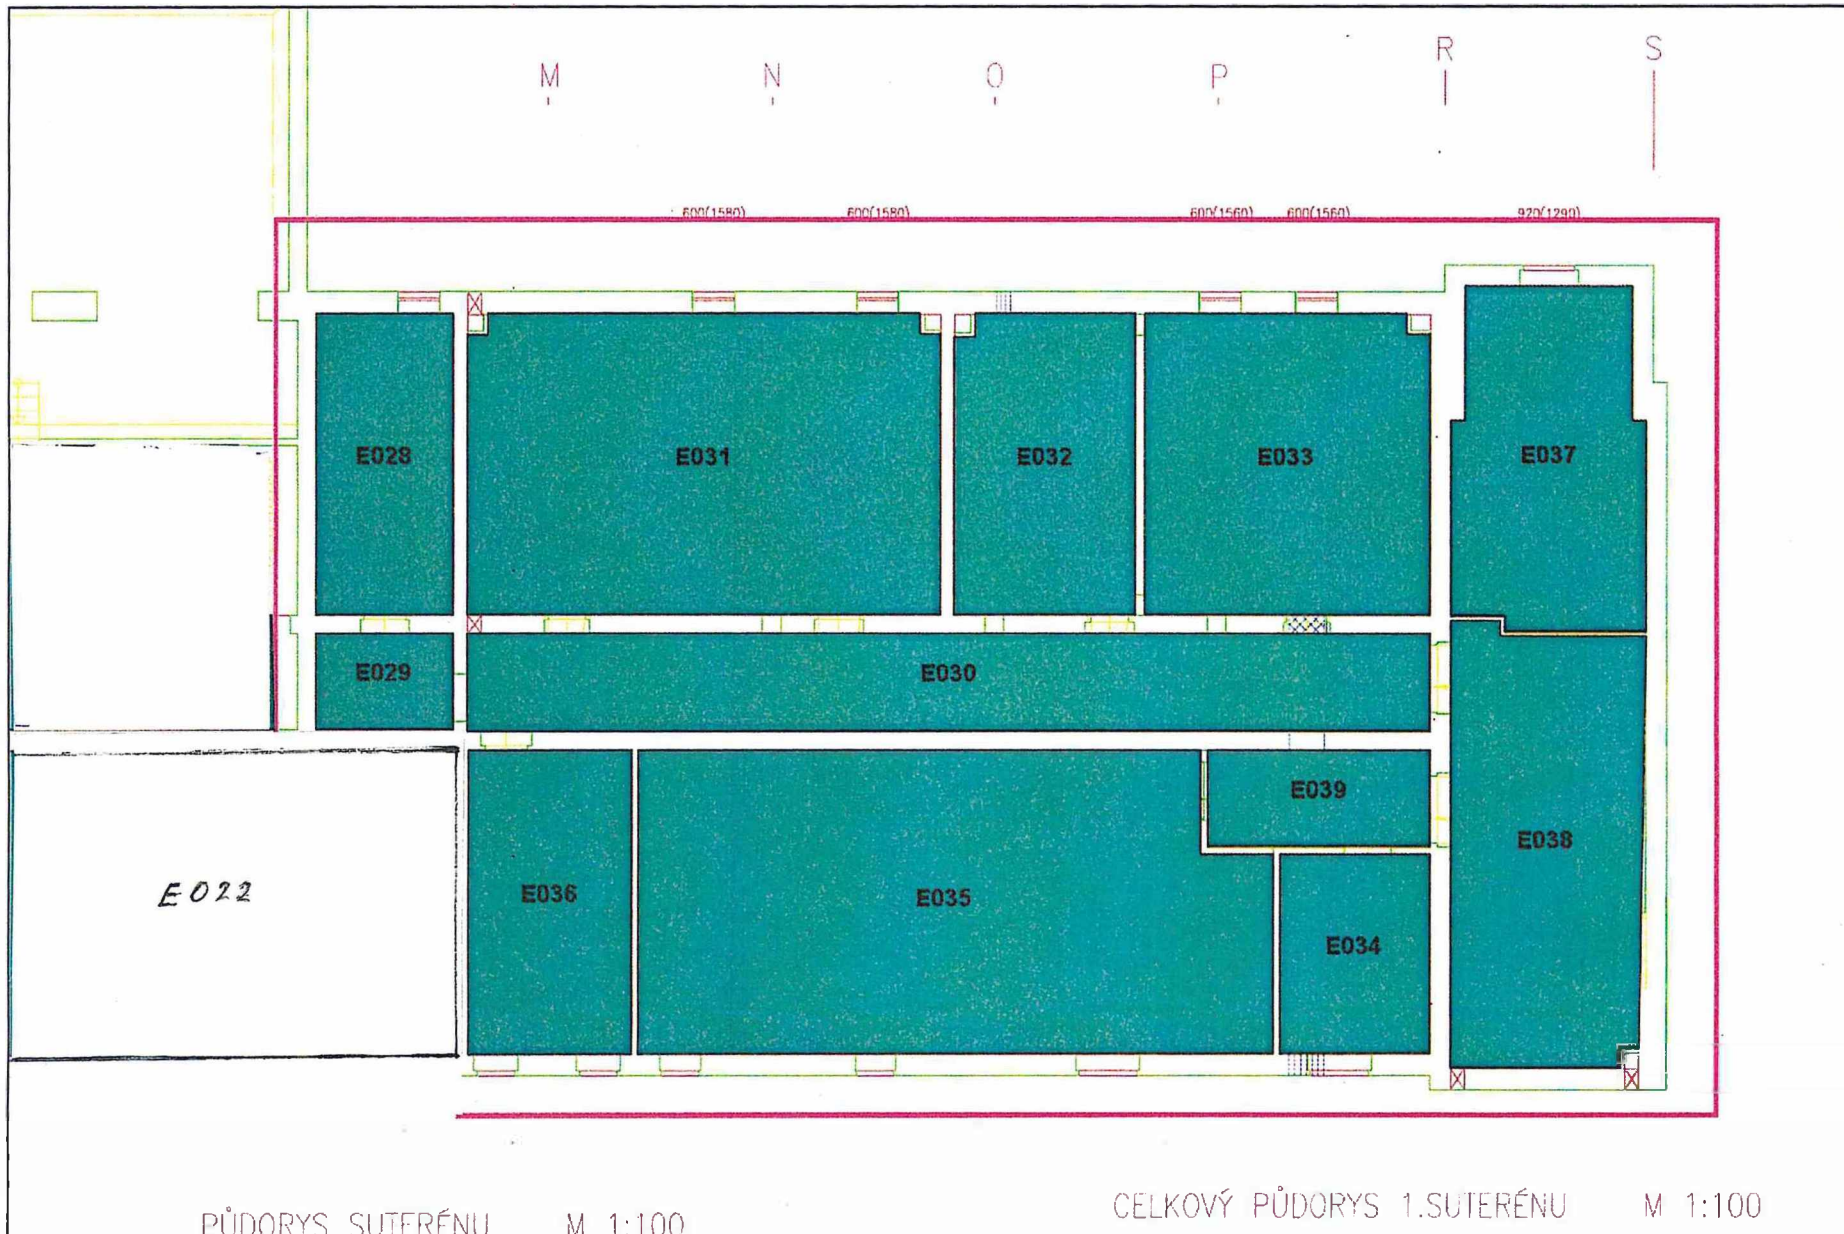 M N O P R S
600(1580) 600(1580) 600(1560) 600(1560) 920(1290)
E028 E031 E032 E033 E037
E029 E030
E039
E038
E022 E036 E035
E034
CELKOVÝ PŮDORYS 1.SUTERÉNU M 1:100
PŮDORYS SUTERÉNU M 1:100